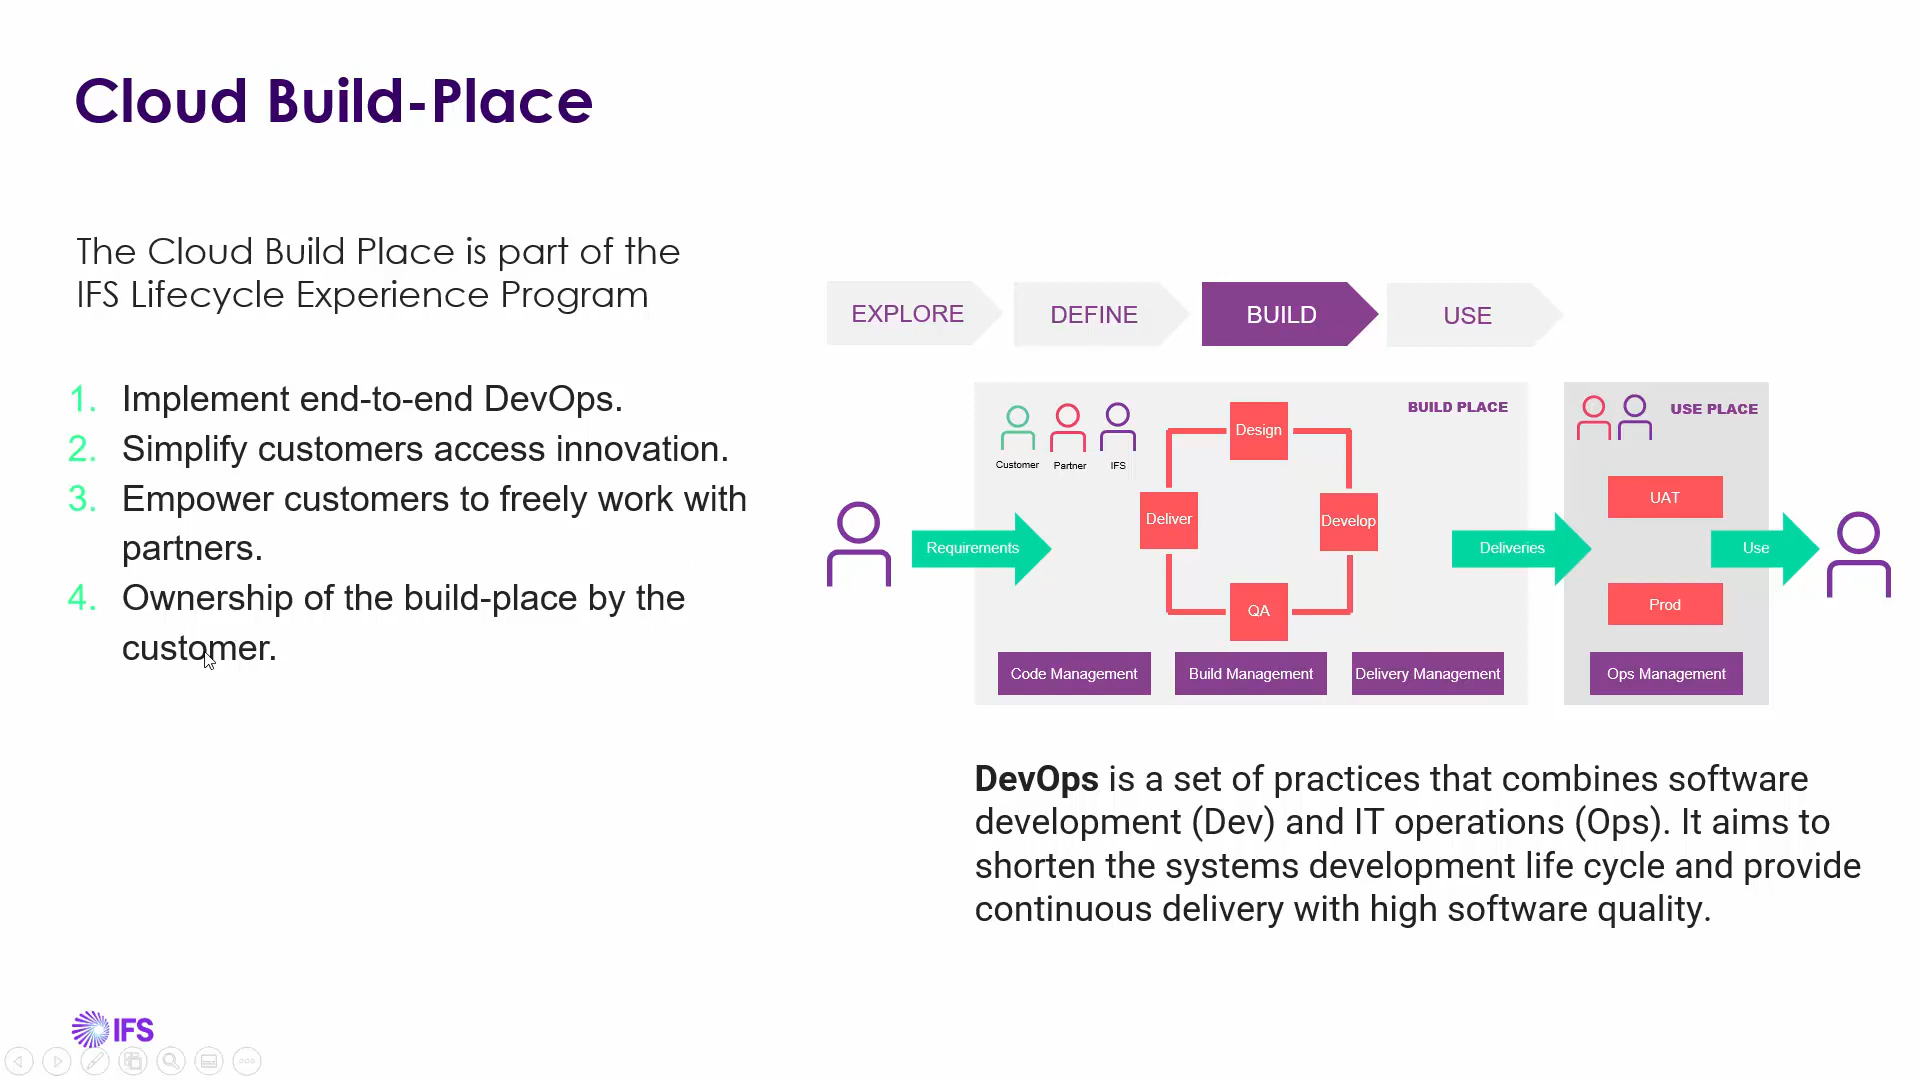 Cloud Build-Place
The Cloud Build Place is part of the
IFS Lifecycle Experience Program
1. Implement end-to-end DevOps.
2. Simplify customers access innovation.
3. Empower customers to freely work with
partners.
4. Ownership of the build-place by the
customer.
EXPLORE
DEFINE
BUILD
USE
BUILD PLACE
Customer
Partner
IFS
Design
Deliver
Develop
QA
Requirements
Deliveries
Code Management
Build Management
Delivery Management
USE PLACE
UAT
Use
Prod
Ops Management
DevOps is a set of practices that combines software
development (Dev) and IT operations (Ops). It aims to
shorten the systems development life cycle and provide
continuous delivery with high software quality.
IFS